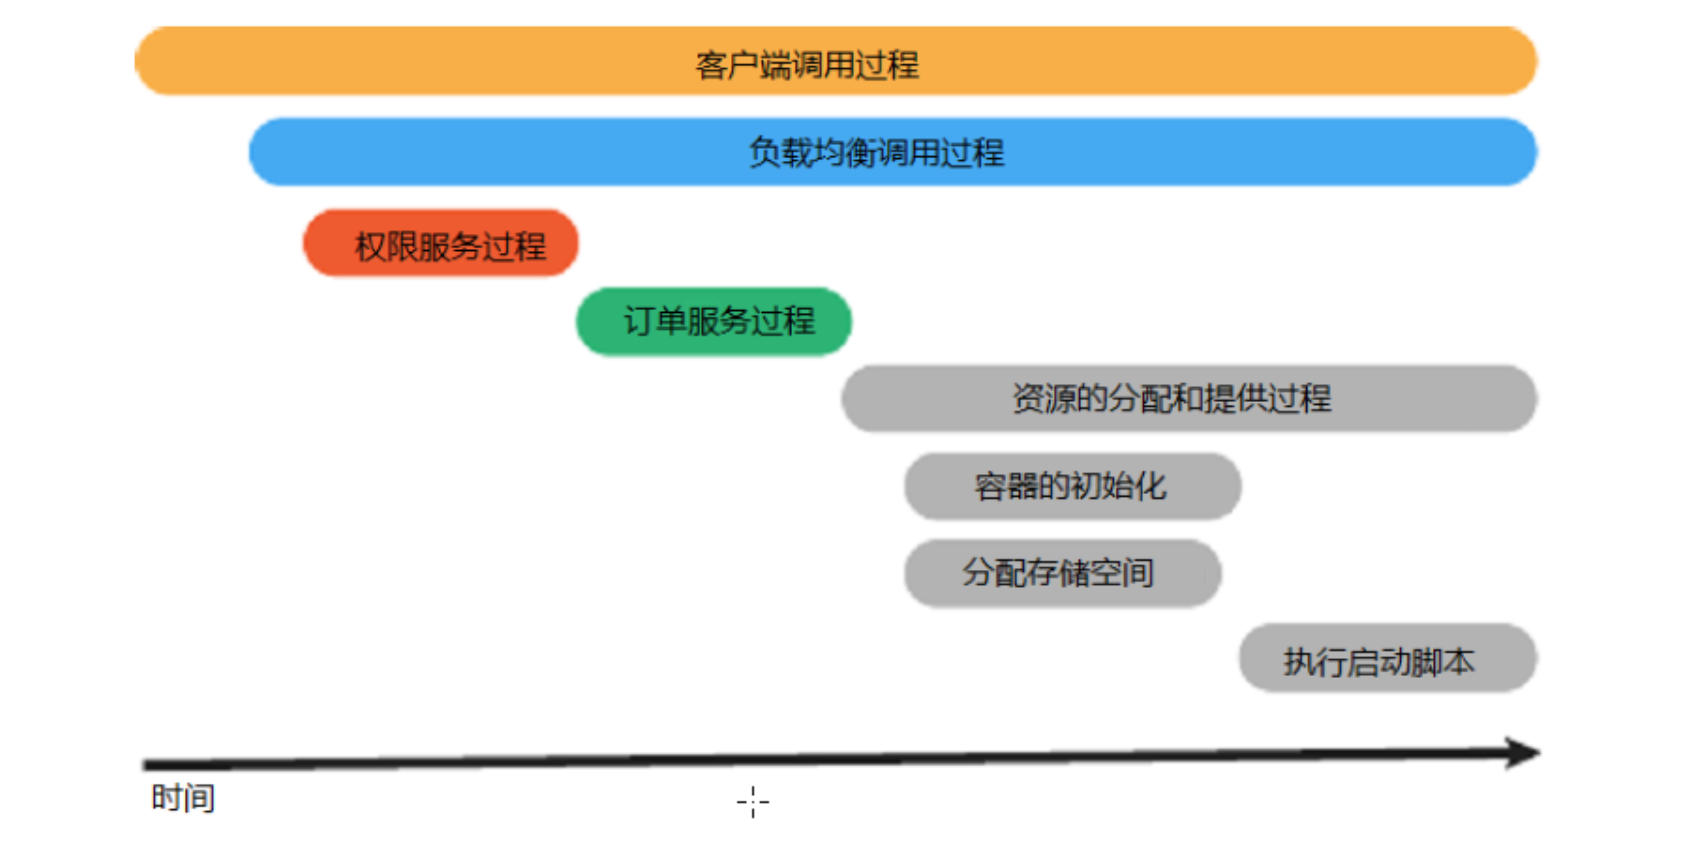 客户端调用过程
负载均衡调用过程
权限服务过程
订单服务过程
资源的分配和提供过程
容器的初始化
分配存储空间
执行启动脚本
时间